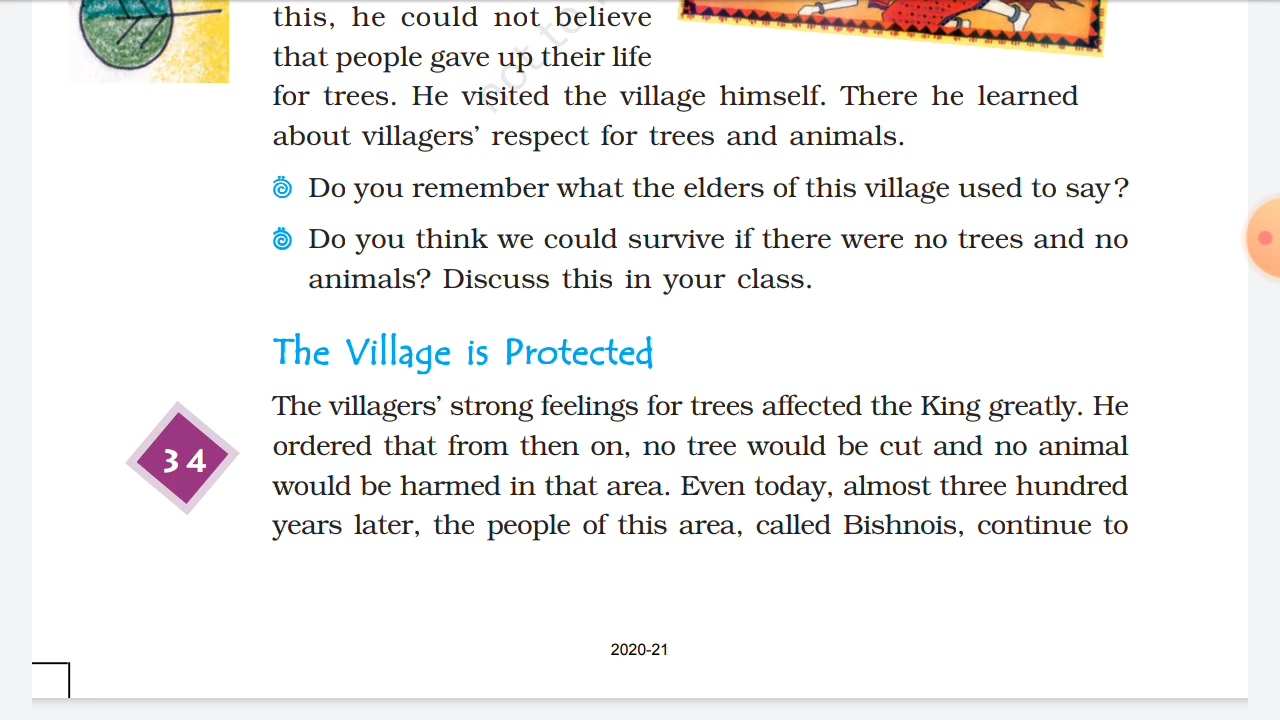 this, he could not believe
that people gave up their life
for trees. He visited the village himself. There he learned
about villagers' respect for trees and animals.
Do you remember what the elders of this village used to say?
Do you think we could survive if there were no trees and no
animals? Discuss this in your class.
The Village is Protected
The villagers' strong feelings for trees affected the King greatly. He
ordered that from then on, no tree would be cut and no animal
would be harmed in that area. Even today, almost three hundred
years later, the people of this area, called Bishnois, continue to
34
2020-21
not to